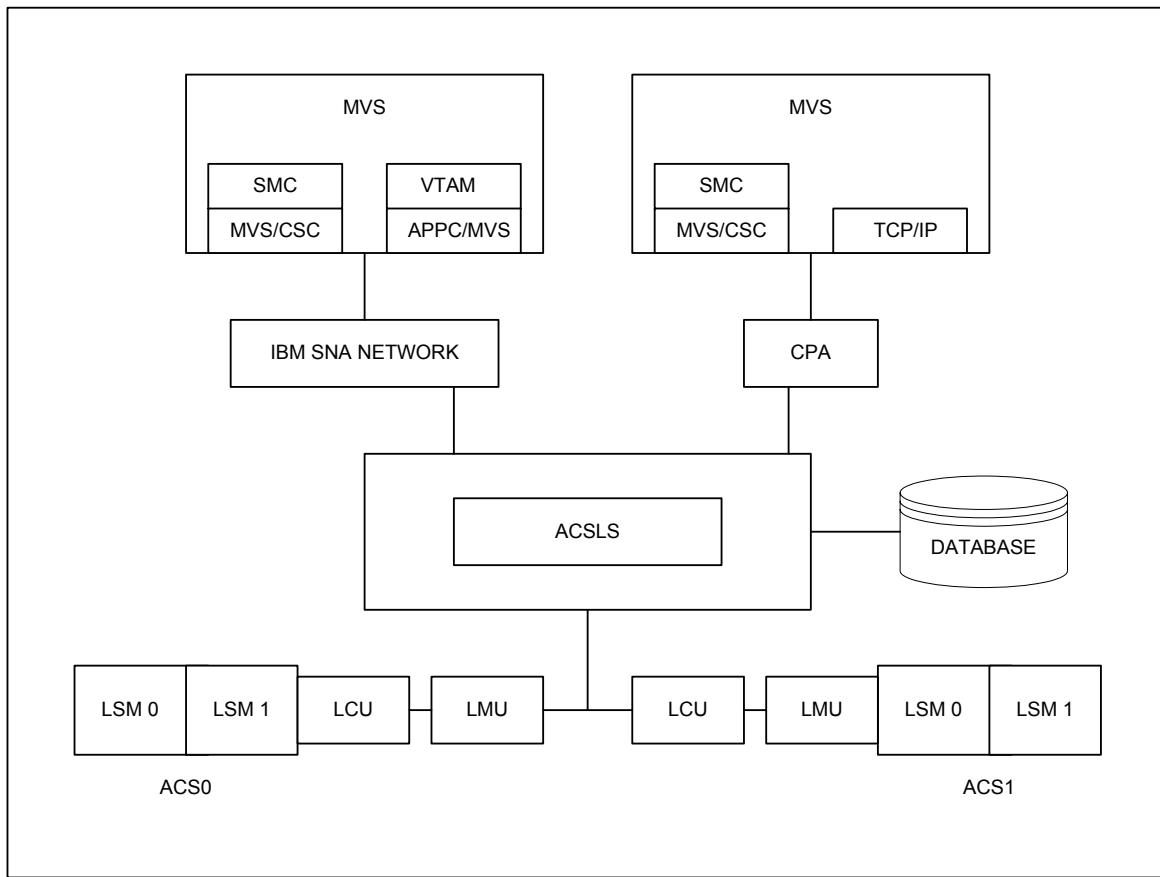 MVS
SMC
VTAM
MVS/CSC
APPC/MVS
MVS
SMC
MVS/CSC
TCP/IP
IBM SNA NETWORK
CPA
ACSLS
DATABASE
LSM 0
LSM 1
LCU
LMU
LCU
LMU
LSM 0
LSM 1
ACS0
ACS1